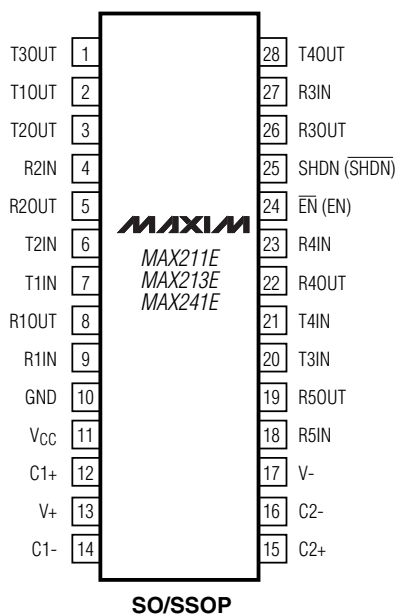 T3OUT 1 28 T4OUT
T1OUT 2 27 R3IN
T2OUT 3 26 R3OUT
R2IN 4 25 SHDN (SHDN)
R2OUT 5 24 EN (EN)
T2IN 6 23 R4IN
T1IN 7 22 R4OUT
R1OUT 8 21 T4IN
R1IN 9 20 T3IN
GND 10 19 R5OUT
VCC 11 18 R5IN
C1+ 12 17 V-
V+ 13 16 C2-
C1- 14 15 C2+
MAXIM
MAX211E
MAX213E
MAX241E
SO/SSOP